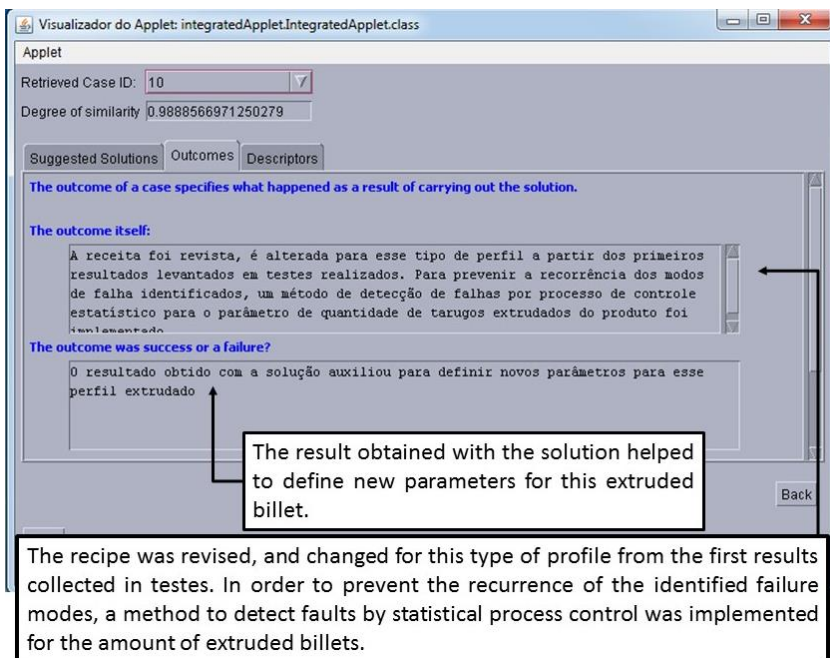 Visualizador do Applet: integratedApplet.IntegratedApplet.class
Applet
Retrieved Case ID: 10
Degree of similarity 0.9888566971250279
Suggested Solutions Outcomes Descriptors
The outcome of a case specifies what happened as a result of carrying out the solution.
The outcome itself:
A receita foi revista, é alterada para esse tipo de perfil a partir dos primeiros
resultados levantados em testes realizados. Para prevenir a recorrência dos modos
de falha identificados, um método de detecção de falhas por processo de controle
estatístico para o parâmetro de quantidade de tarugos extrudados do produto foi
implementado
The outcome was success or a failure?
O resultado obtido com a solução auxiliou para definir novos parâmetros para esse
perfil extrudado
The result obtained with the solution helped
to define new parameters for this extruded
billet.
Back
The recipe was revised, and changed for this type of profile from the first results
collected in testes. In order to prevent the recurrence of the identified failure
modes, a method to detect faults by statistical process control was implemented
for the amount of extruded billets.